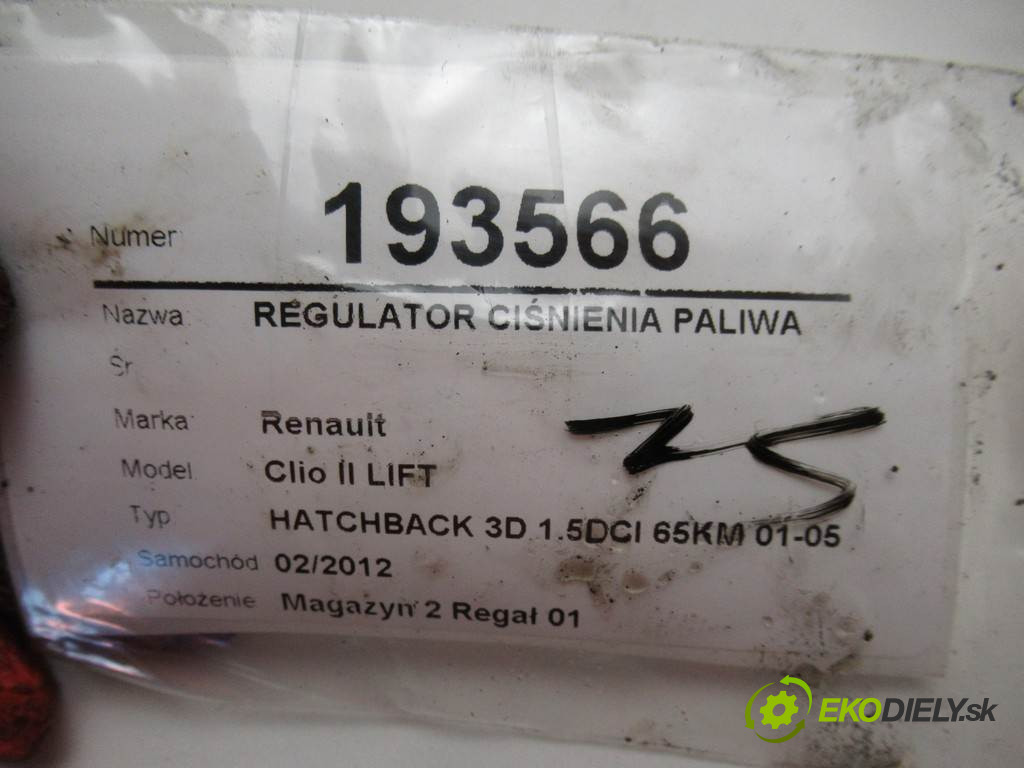 Numer 193566
Nazwa: REGULATOR CIŚNIENIA PALIWA
Sr
Marka: Renault
Model Clio II LIFT
Typ HATCHBACK 3D 1.5DCI 65KM 01-05
Samochód 02/2012
Położenie Magazyn 2 Regał 01
EKODIELY.sk